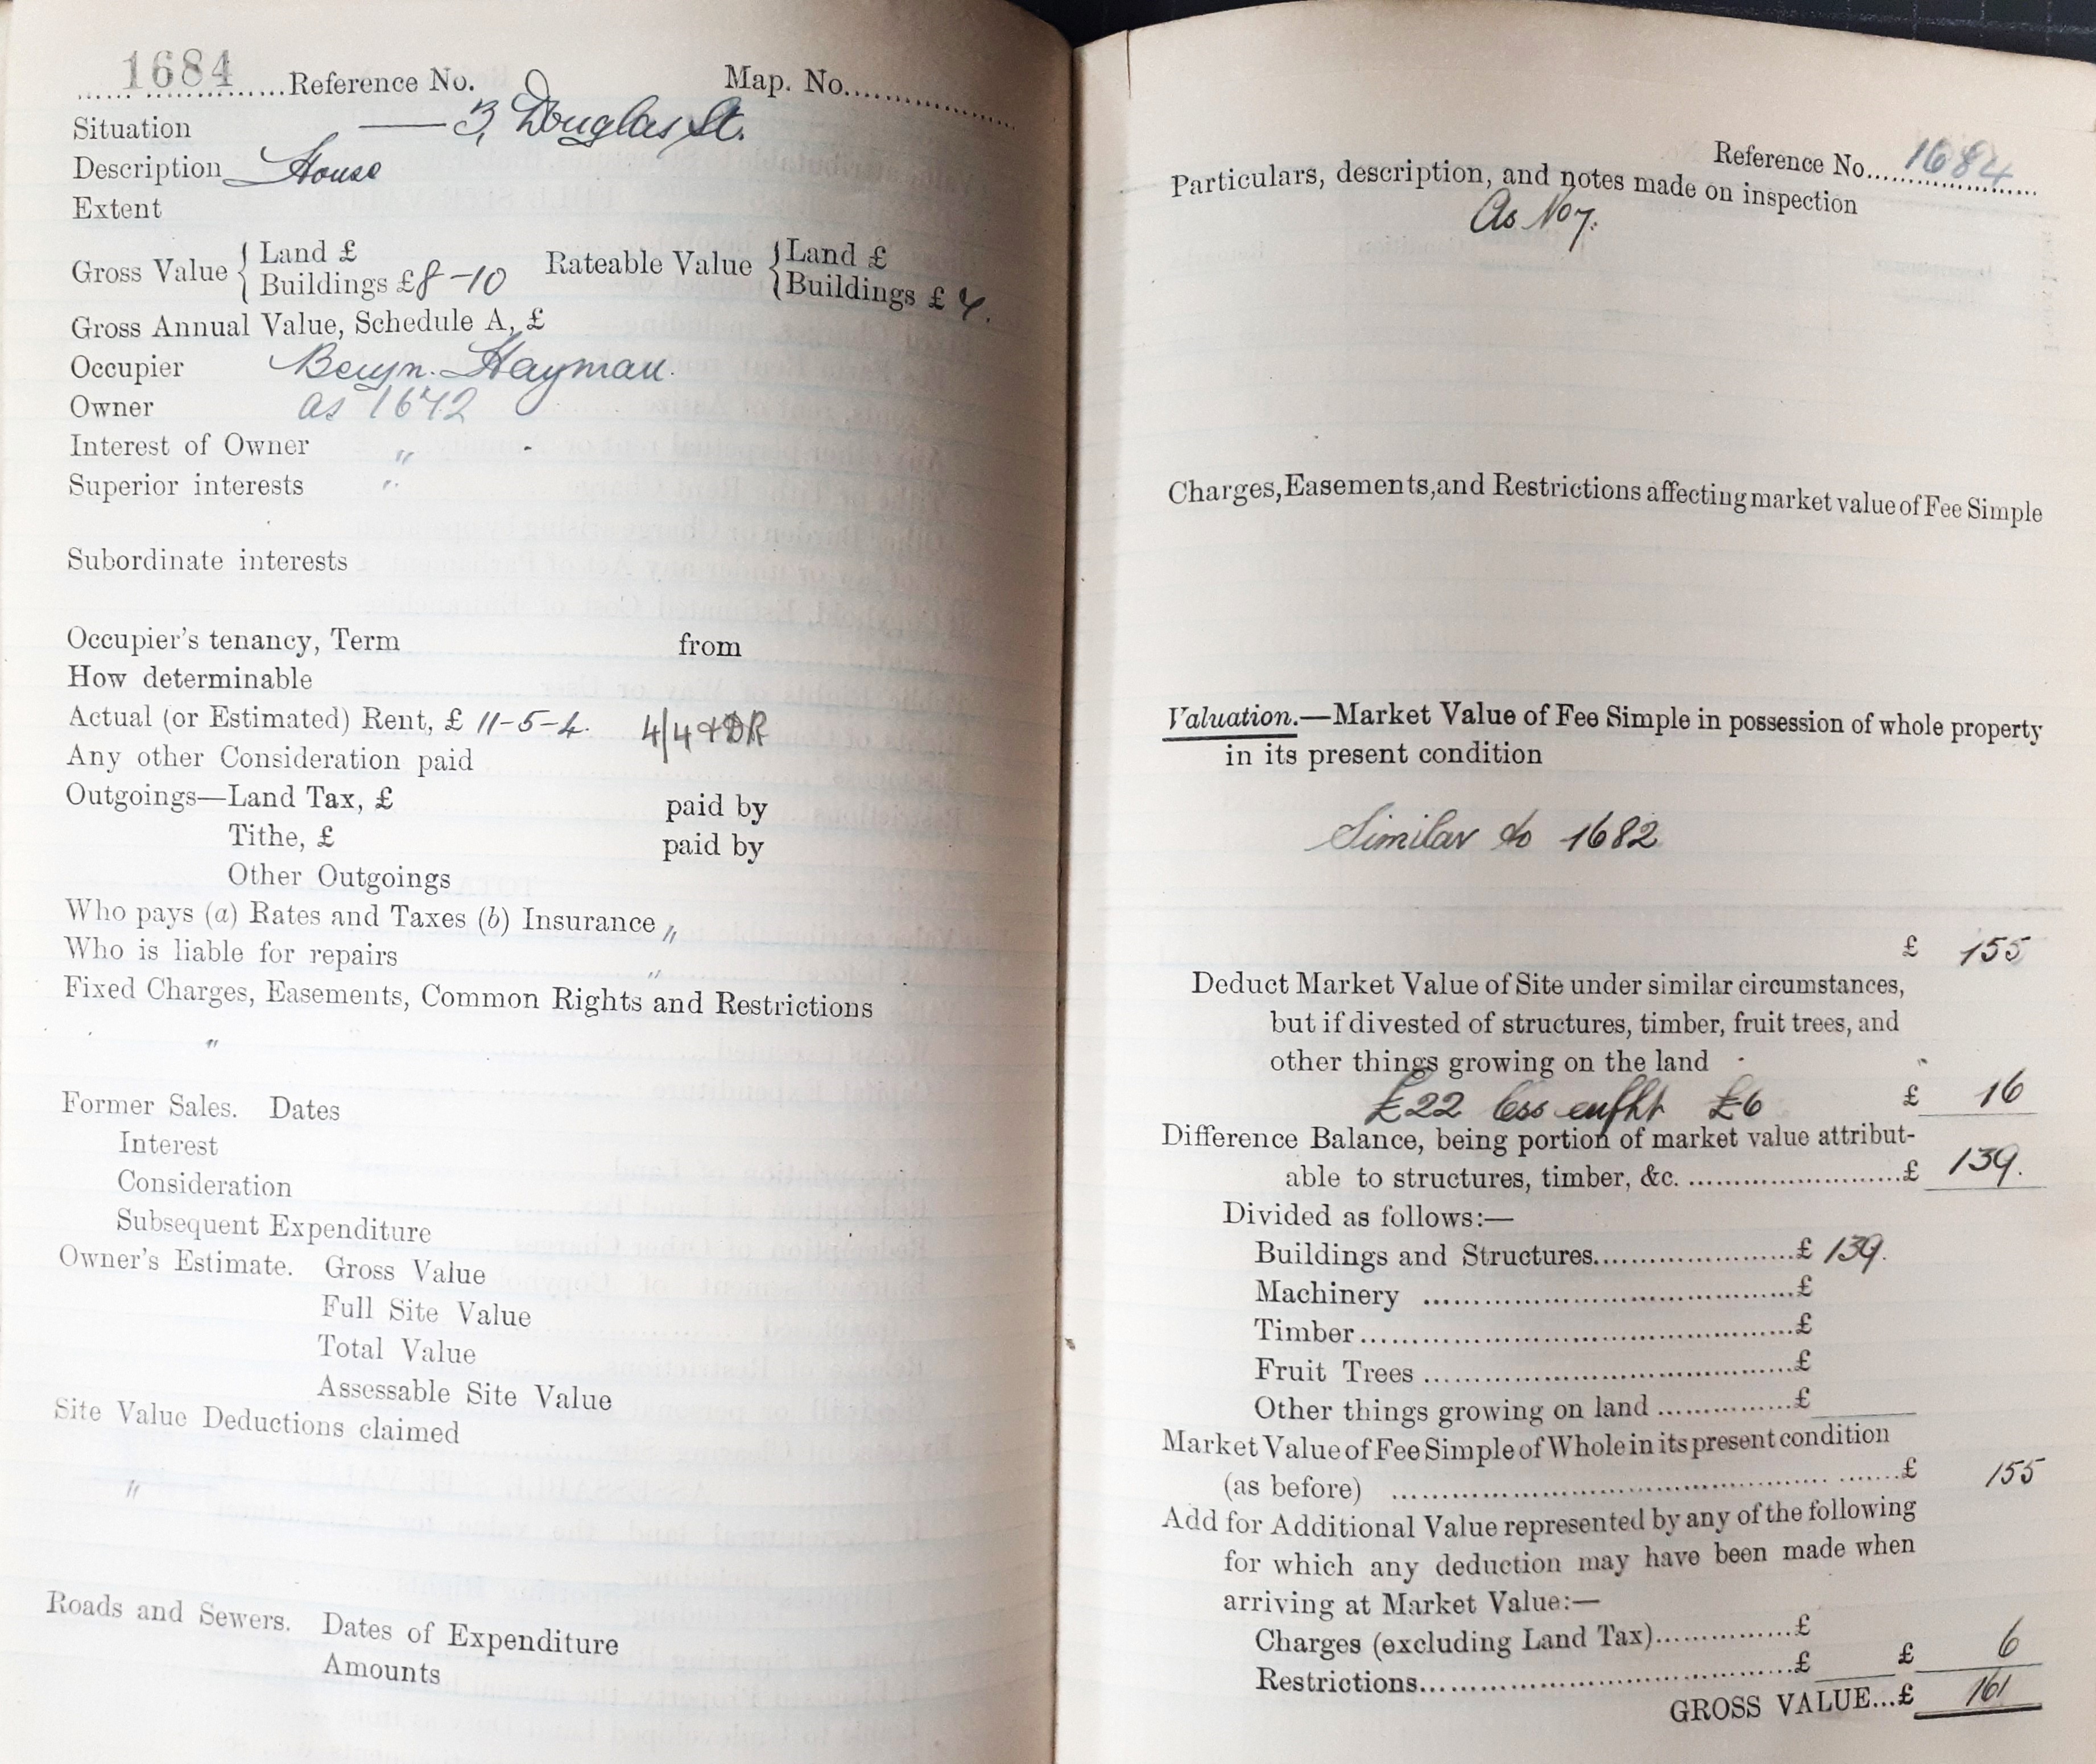 1684 Reference No. Map. No.
Situation — 3, Douglas St.
Description House
Extent
Gross Value { Land £ Rateable Value { Land £
Buildings £ 8-10 Buildings £ 7.
Gross Annual Value, Schedule A, £
Occupier Benjn. Hayman.
Owner as 1672
Interest of Owner "
Superior interests "
Subordinate interests
Occupier's tenancy, Term from
How determinable
Actual (or Estimated) Rent, £ 11-5-4. 4/4 + DR
Any other Consideration paid
Outgoings—Land Tax, £ paid by
Tithe, £ paid by
Other Outgoings
Who pays (a) Rates and Taxes (b) Insurance "
Who is liable for repairs "
Fixed Charges, Easements, Common Rights and Restrictions
"
Former Sales. Dates
Interest
Consideration
Subsequent Expenditure
Owner's Estimate. Gross Value
Full Site Value
Total Value
Assessable Site Value
Site Value Deductions claimed
"
Roads and Sewers. Dates of Expenditure
Amounts
Reference No. 1684
Particulars, description, and notes made on inspection
As No 7.
Charges, Easements, and Restrictions affecting market value of Fee Simple
Valuation.—Market Value of Fee Simple in possession of whole property
in its present condition
Similar to 1682
£ 155
Deduct Market Value of Site under similar circumstances,
but if divested of structures, timber, fruit trees, and
other things growing on the land
£22 less £6 £ 16
Difference Balance, being portion of market value attribut-
able to structures, timber, &c. £ 139.
Divided as follows:—
Buildings and Structures £ 139.
Machinery £
Timber £
Fruit Trees £
Other things growing on land £
Market Value of Fee Simple of Whole in its present condition
(as before) £ 155
Add for Additional Value represented by any of the following
for which any deduction may have been made when
arriving at Market Value:—
Charges (excluding Land Tax) £
Restrictions £ £ 6
GROSS VALUE...£ 161